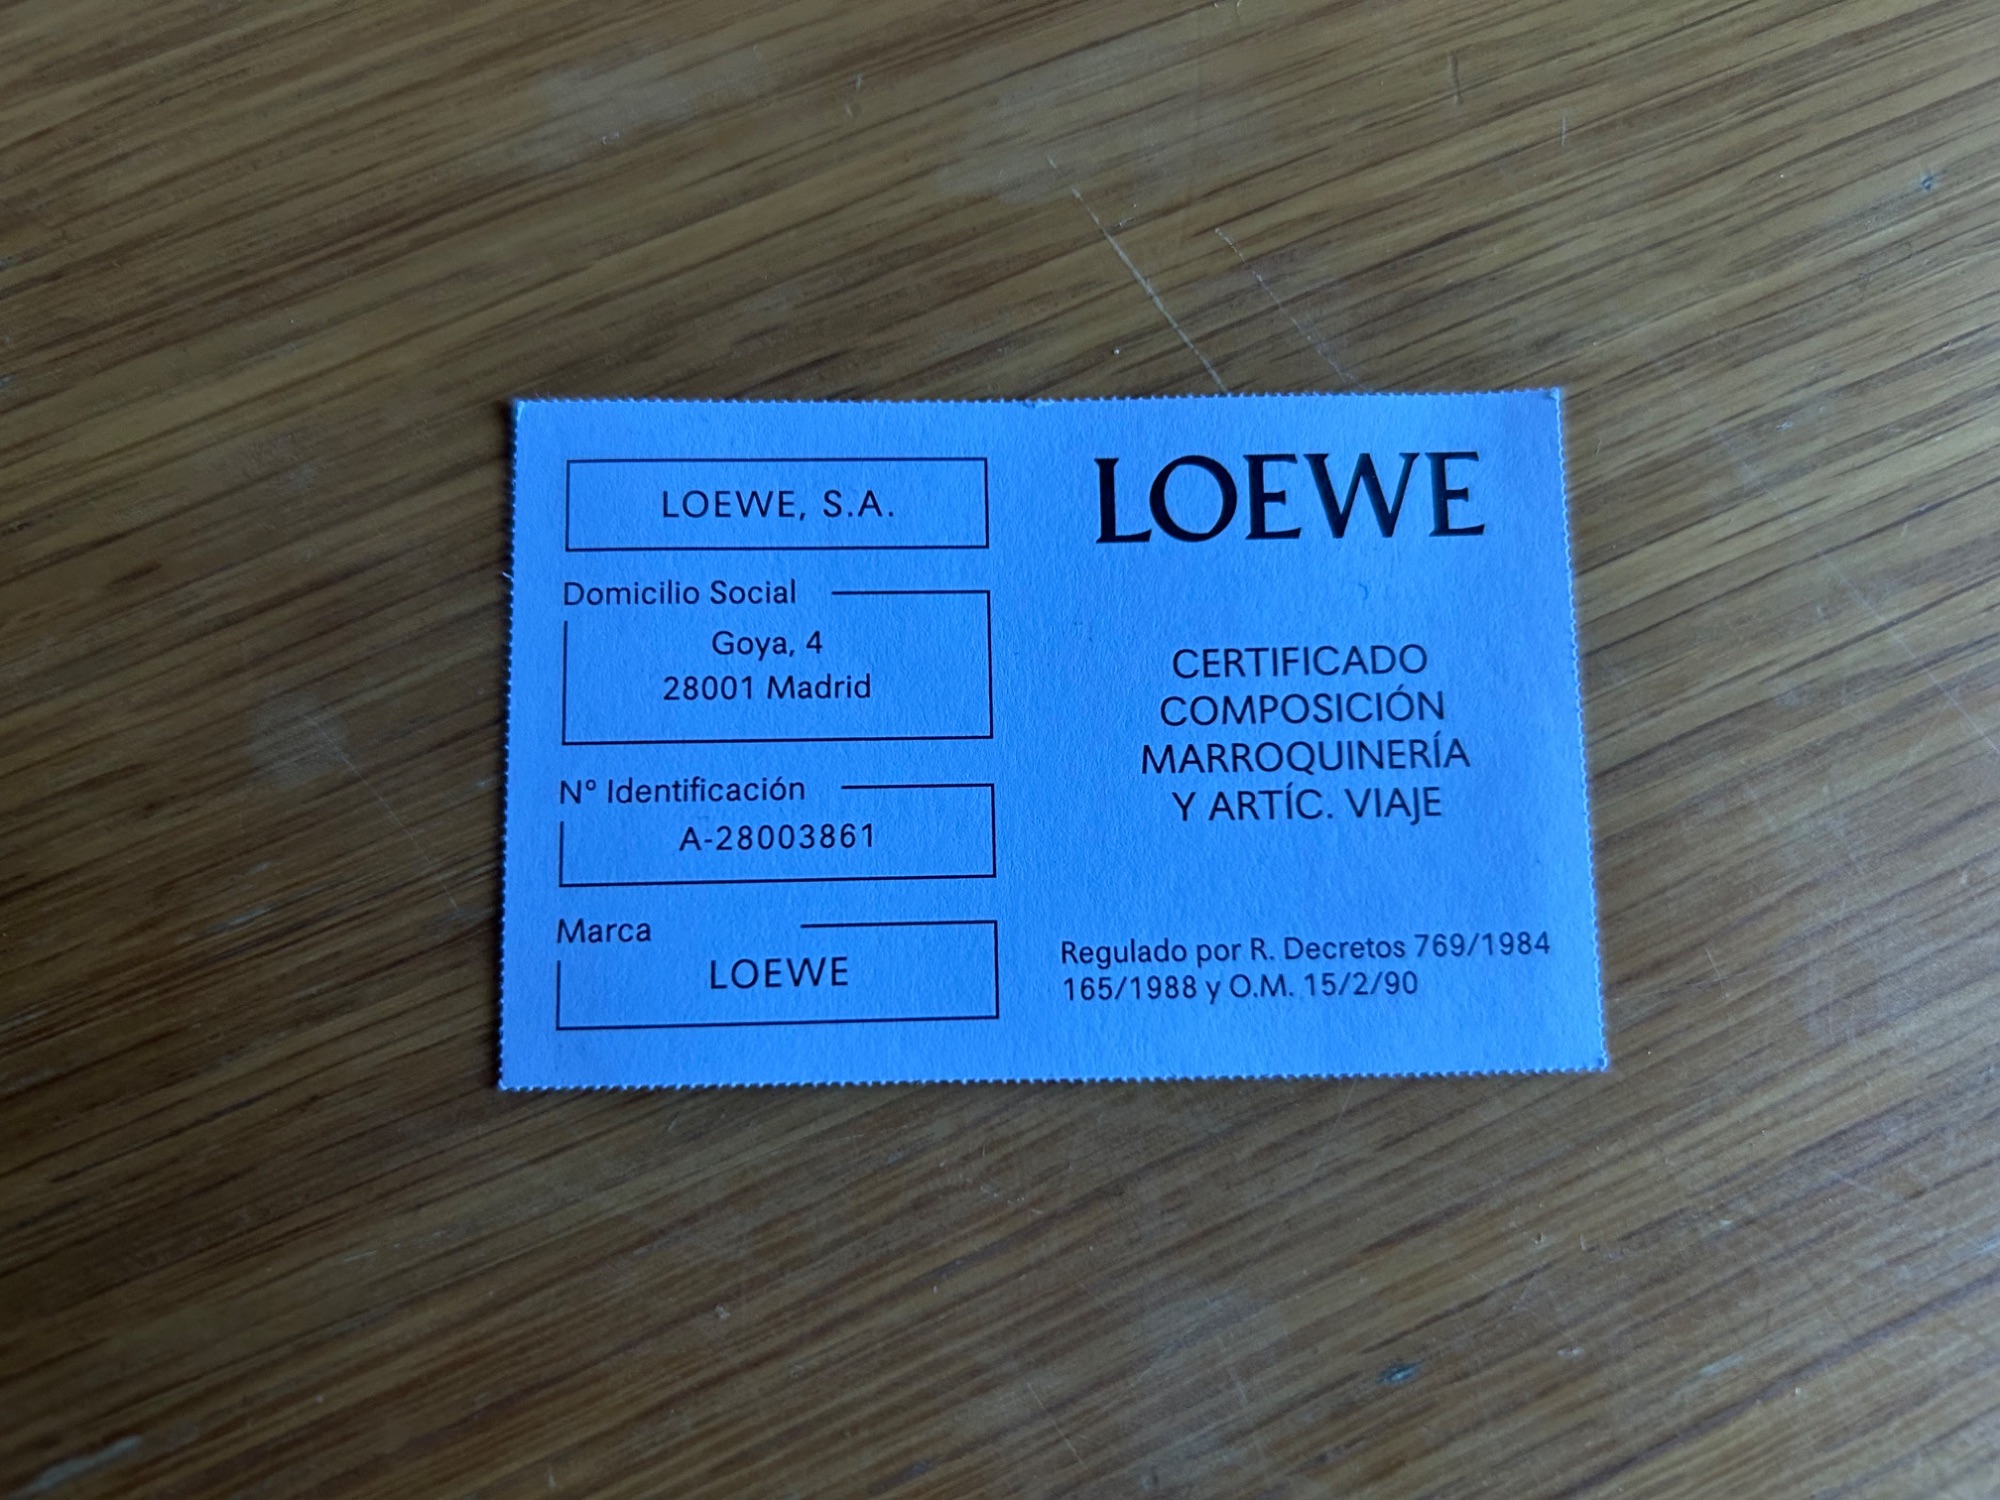 LOEWE, S.A.
Domicilio Social
Goya, 4
28001 Madrid
Nº Identificación
A-28003861
Marca
LOEWE
LOEWE
CERTIFICADO
COMPOSICIÓN
MARROQUINERÍA
Y ARTÍC. VIAJE
Regulado por R. Decretos 769/1984
165/1988 y O.M. 15/2/90